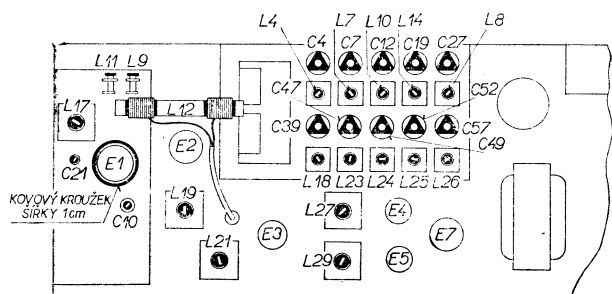 L4 L7 L10 L14 L8
C4 C7 C12 C19 C27
L11 L9
C47 C52
L17 L12
C39 C57
E2 C49
C21 E1
KOVOVÝ KROUŽEK
ŠÍŘKY 1cm
L18 L23 L24 L25 L26
C10 L19 L27 E4
E3 E7
L21 L29 E5